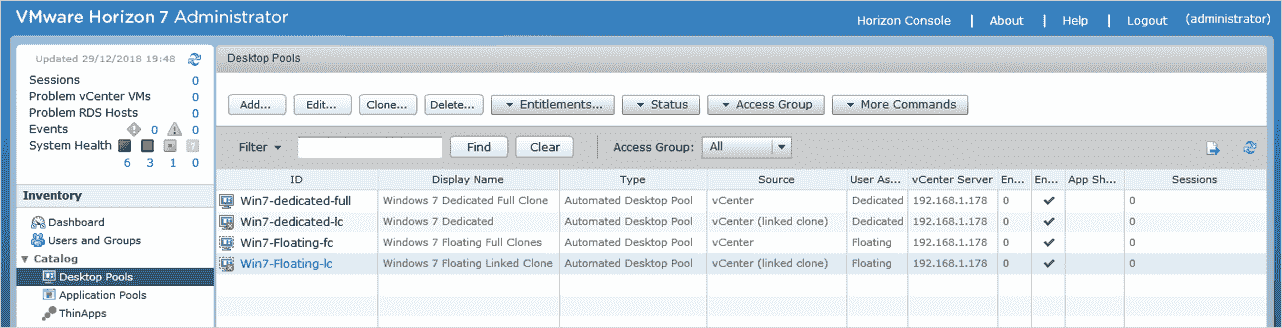 VMware Horizon 7 Administrator
Horizon Console | About | Help | Logout (administrator)
Updated 29/12/2018 19:48
Sessions 0
Problem vCenter VMs 0
Problem RDS Hosts 0
Events 0 0
System Health
6 3 1 0
Inventory
Dashboard
Users and Groups
Catalog
Desktop Pools
Application Pools
ThinApps
Desktop Pools
Add... Edit... Clone... Delete... Entitlements... Status Access Group More Commands
Filter Find Clear Access Group: All
ID Display Name Type Source User As... vCenter Server En... En... App Sh... Sessions
Win7-dedicated-full Windows 7 Dedicated Full Clone Automated Desktop Pool vCenter Dedicated 192.168.1.178 0 0
Win7-dedicated-lc Windows 7 Dedicated Cloned Automated Desktop Pool vCenter (linked clone) Dedicated 192.168.1.178 0 0
Win7-Floating-fc Windows 7 Floating Full Clones Automated Desktop Pool vCenter Floating 192.168.1.178 0 0
Win7-Floating-lc Windows 7 Floating Linked Clone Automated Desktop Pool vCenter (linked clone) Floating 192.168.1.178 0 0